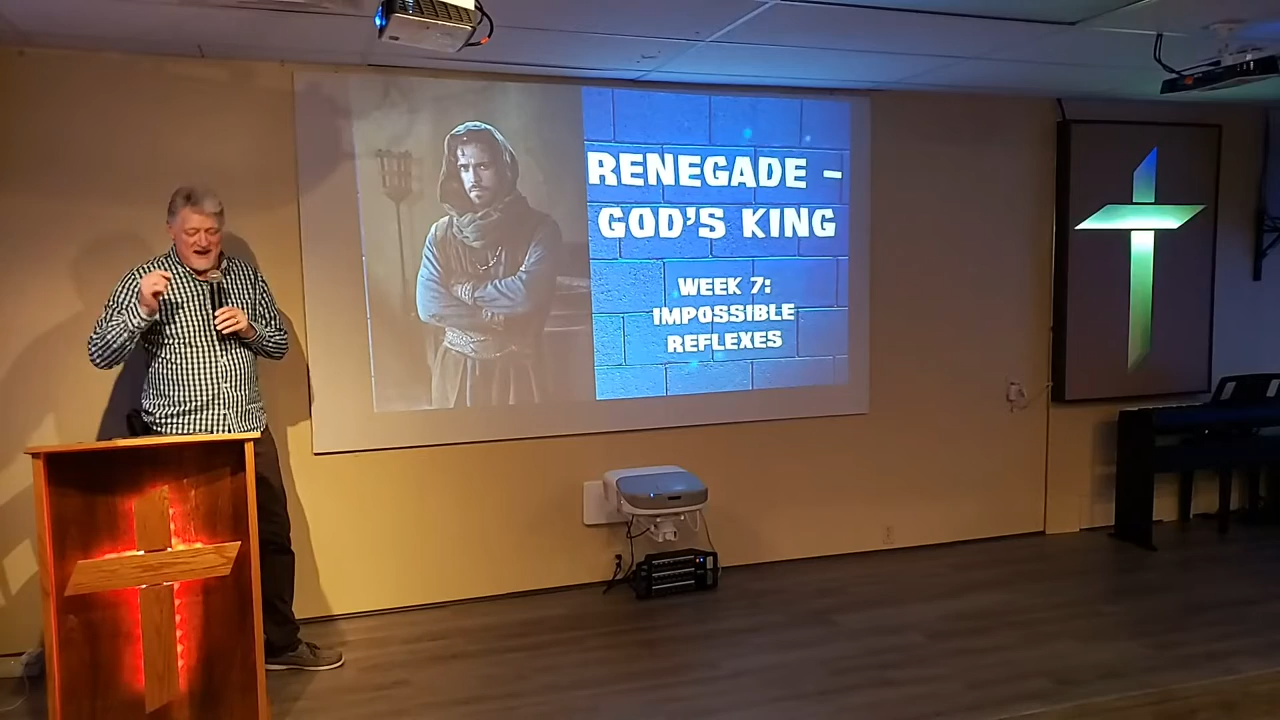 RENEGADE –
GOD'S KING
WEEK 7:
IMPOSSIBLE
REFLEXES